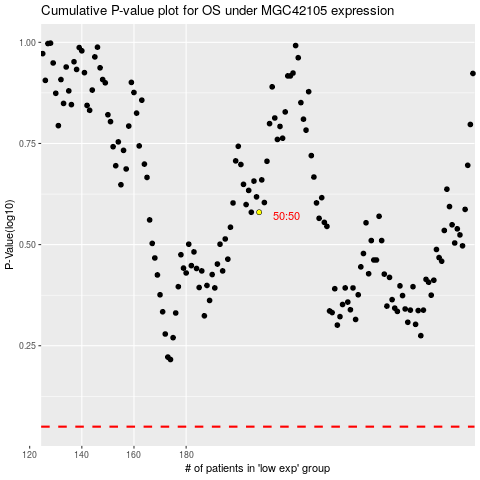 Cumulative P-value plot for OS under MGC42105 expression
P-Value(log10)
1.00
0.75
0.50
0.25
50:50
120 140 160 180
# of patients in 'low exp' group